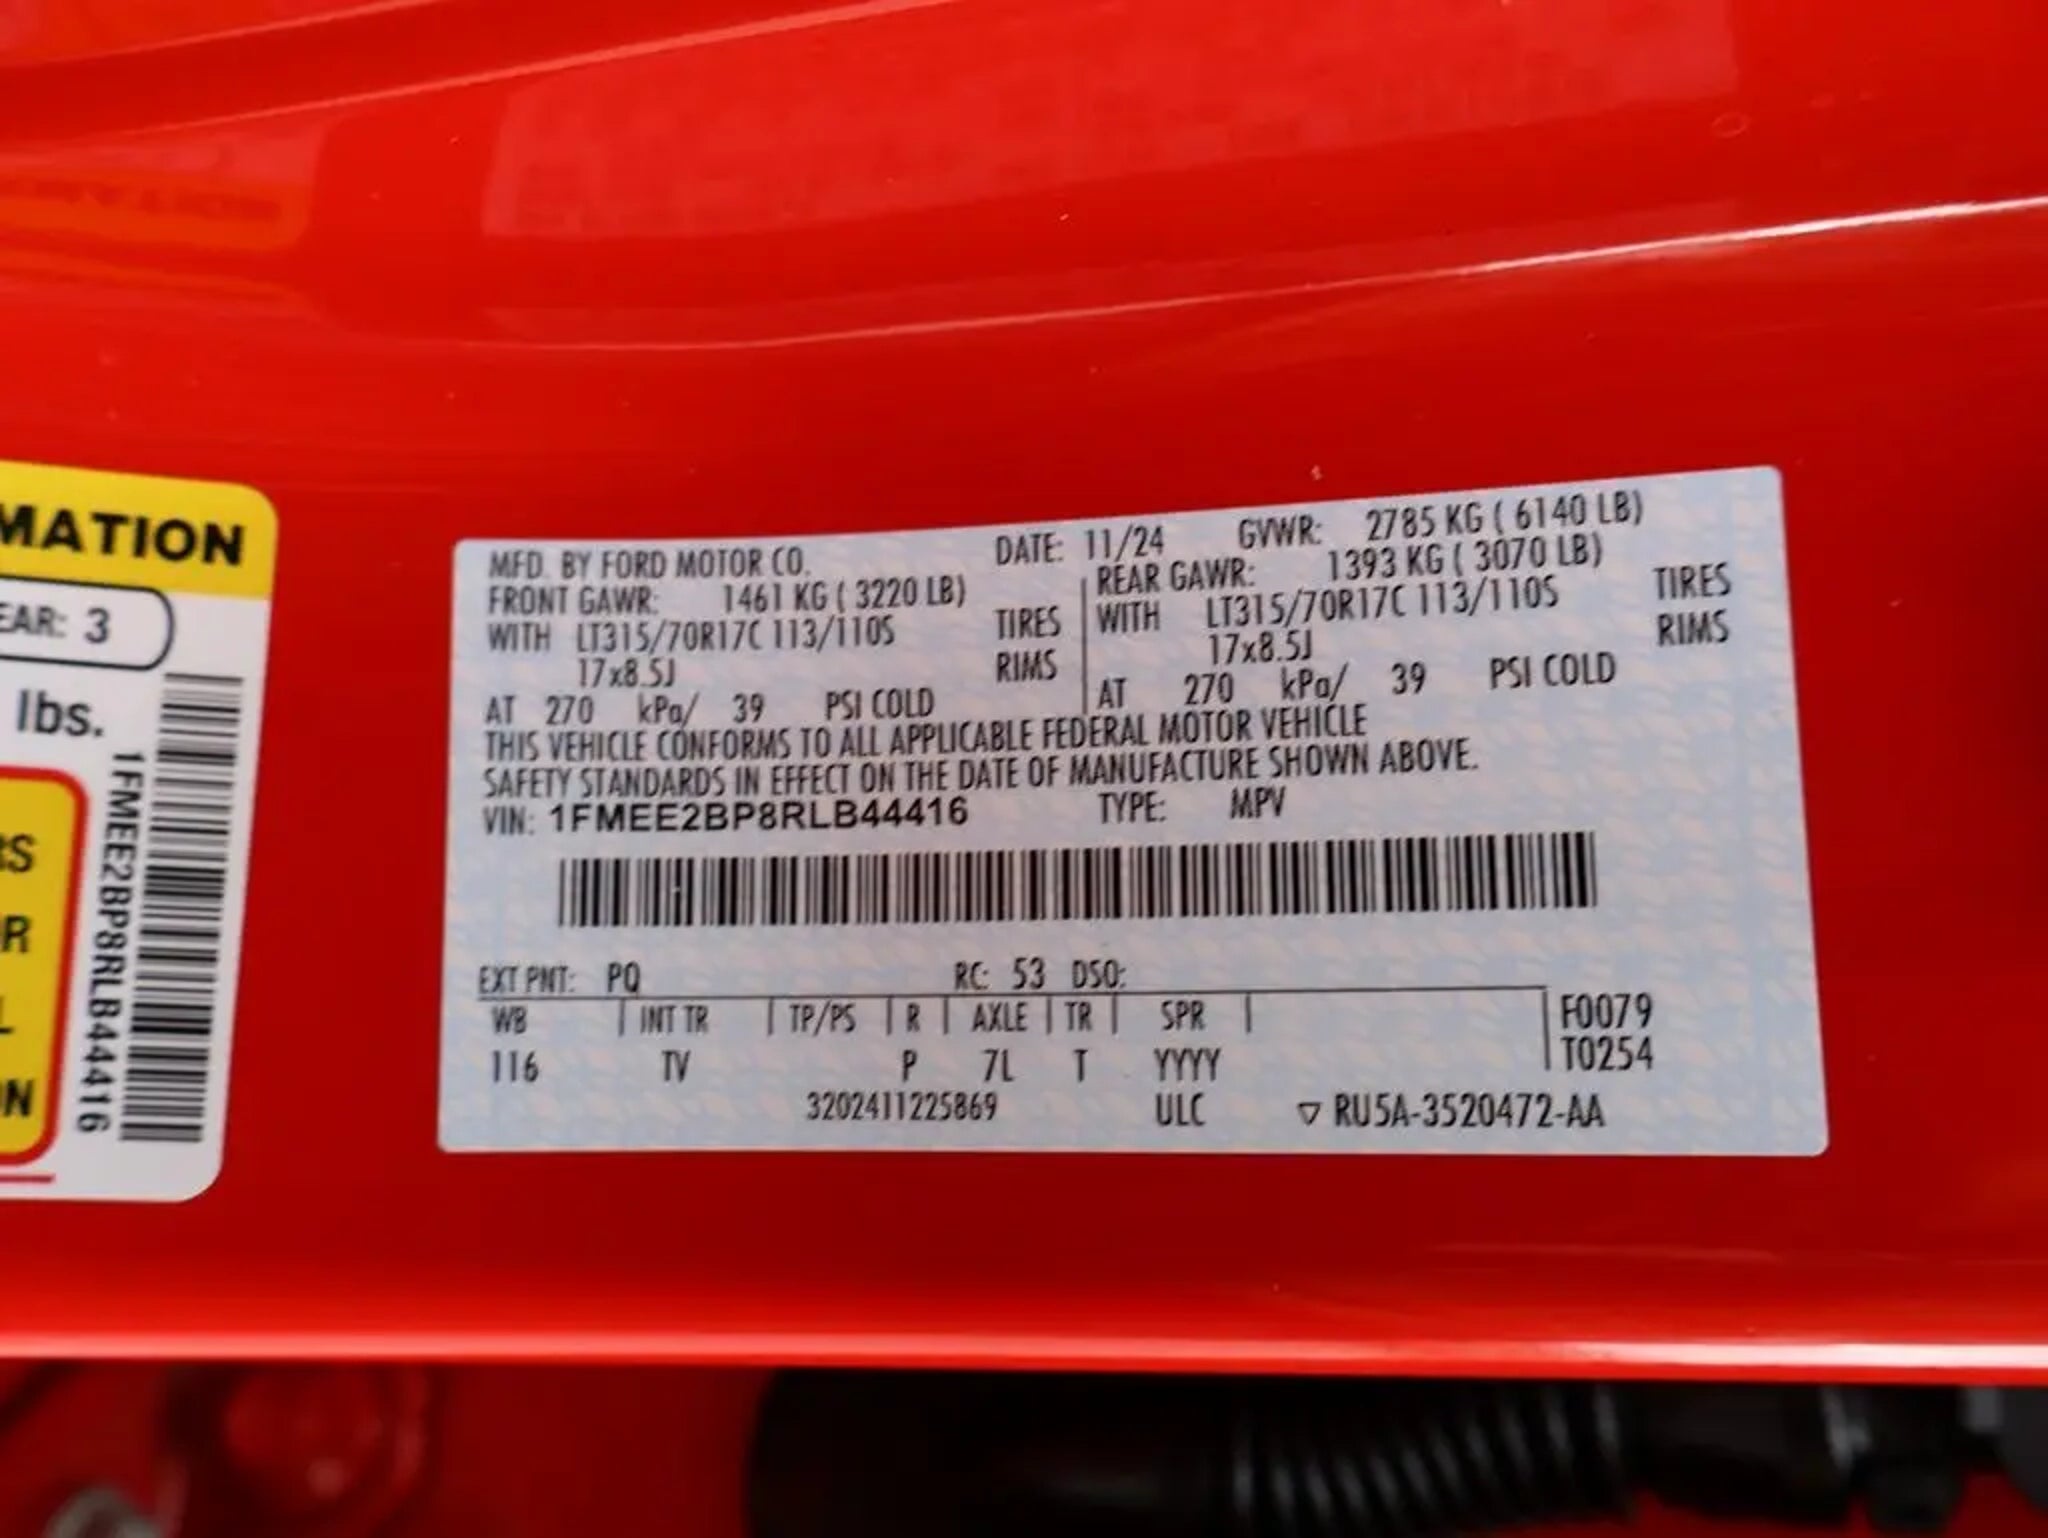 MATION
EAR: 3
lbs.
RS
R
L
ON
1FMEE2BP8RLB44416
MFD. BY FORD MOTOR CO. DATE: 11/24 GVWR: 2785 KG ( 6140 LB)
FRONT GAWR: 1461 KG ( 3220 LB) REAR GAWR: 1393 KG ( 3070 LB)
WITH LT315/70R17C 113/110S TIRES WITH LT315/70R17C 113/110S TIRES
17x8.5J RIMS 17x8.5J RIMS
AT 270 kPa/ 39 PSI COLD AT 270 kPa/ 39 PSI COLD
THIS VEHICLE CONFORMS TO ALL APPLICABLE FEDERAL MOTOR VEHICLE
SAFETY STANDARDS IN EFFECT ON THE DATE OF MANUFACTURE SHOWN ABOVE.
VIN: 1FMEE2BP8RLB44416 TYPE: MPV
EXT PNT: PQ RC: 53 DSO:
WB INT TR TP/PS R AXLE TR SPR F0079
T0254
116 TV P 7L T YYYY
3202411225869 ULC ▽ RU5A-3520472-AA